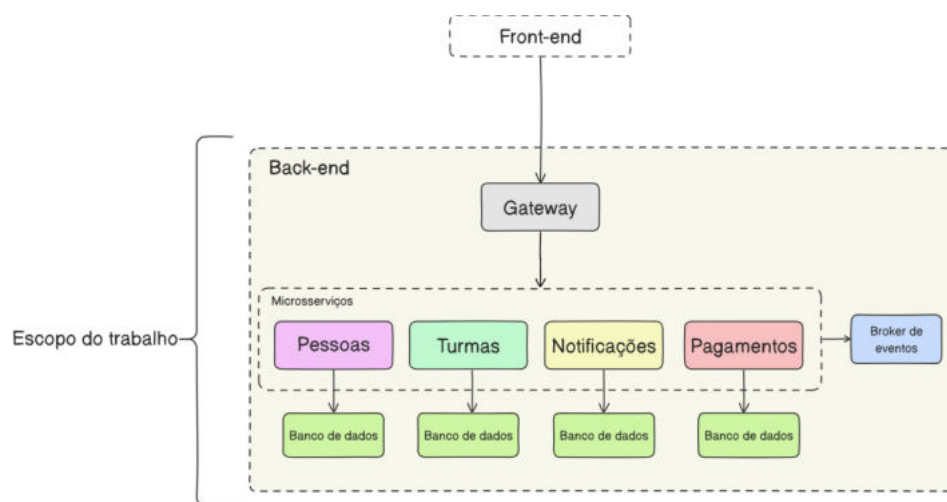 Front-end
Back-end
Gateway
Microsserviços
Escopo do trabalho
Pessoas
Turmas
Notificações
Pagamentos
Broker de
eventos
Banco de dados
Banco de dados
Banco de dados
Banco de dados